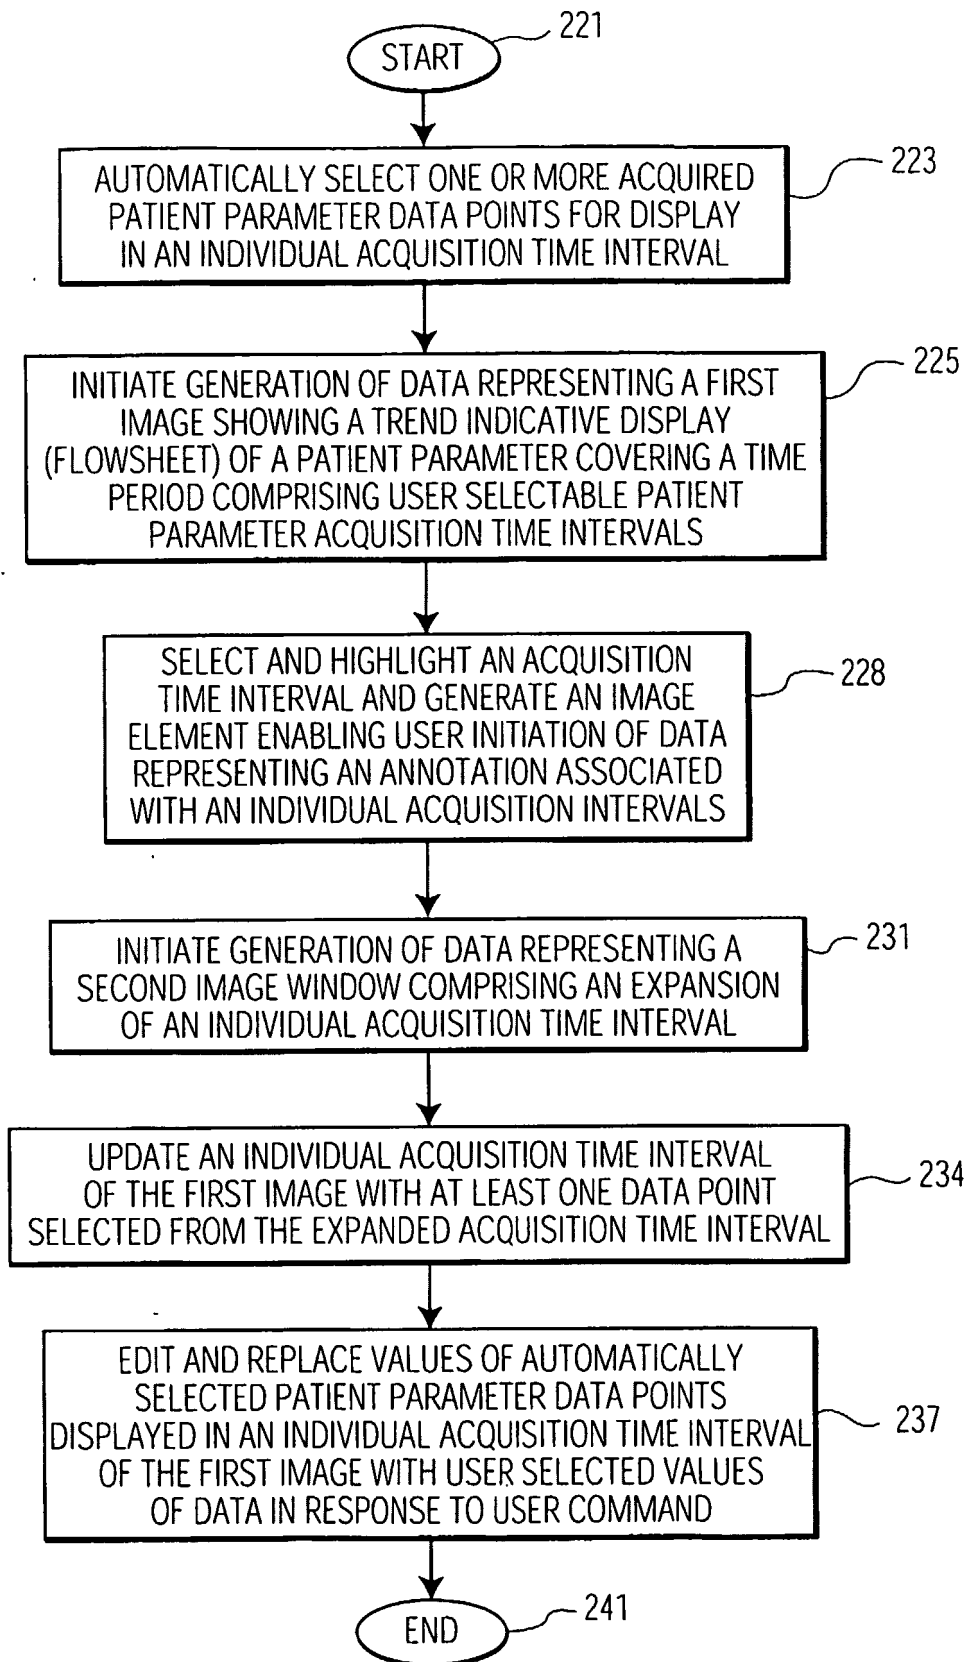 221
START
223
AUTOMATICALLY SELECT ONE OR MORE ACQUIRED
PATIENT PARAMETER DATA POINTS FOR DISPLAY
IN AN INDIVIDUAL ACQUISITION TIME INTERVAL
225
INITIATE GENERATION OF DATA REPRESENTING A FIRST
IMAGE SHOWING A TREND INDICATIVE DISPLAY
(FLOWSHEET) OF A PATIENT PARAMETER COVERING A TIME
PERIOD COMPRISING USER SELECTABLE PATIENT
PARAMETER ACQUISITION TIME INTERVALS
228
SELECT AND HIGHLIGHT AN ACQUISITION
TIME INTERVAL AND GENERATE AN IMAGE
ELEMENT ENABLING USER INITIATION OF DATA
REPRESENTING AN ANNOTATION ASSOCIATED
WITH AN INDIVIDUAL ACQUISITION INTERVALS
231
INITIATE GENERATION OF DATA REPRESENTING A
SECOND IMAGE WINDOW COMPRISING AN EXPANSION
OF AN INDIVIDUAL ACQUISITION TIME INTERVAL
234
UPDATE AN INDIVIDUAL ACQUISITION TIME INTERVAL
OF THE FIRST IMAGE WITH AT LEAST ONE DATA POINT
SELECTED FROM THE EXPANDED ACQUISITION TIME INTERVAL
237
EDIT AND REPLACE VALUES OF AUTOMATICALLY
SELECTED PATIENT PARAMETER DATA POINTS
DISPLAYED IN AN INDIVIDUAL ACQUISITION TIME INTERVAL
OF THE FIRST IMAGE WITH USER SELECTED VALUES
OF DATA IN RESPONSE TO USER COMMAND
241
END